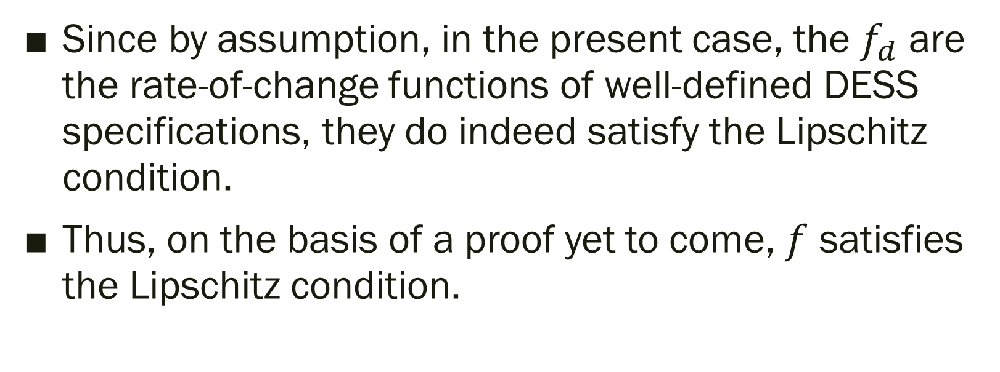 ■ Since by assumption, in the present case, the f_d are
the rate-of-change functions of well-defined DESS
specifications, they do indeed satisfy the Lipschitz
condition.
■ Thus, on the basis of a proof yet to come, f satisfies
the Lipschitz condition.